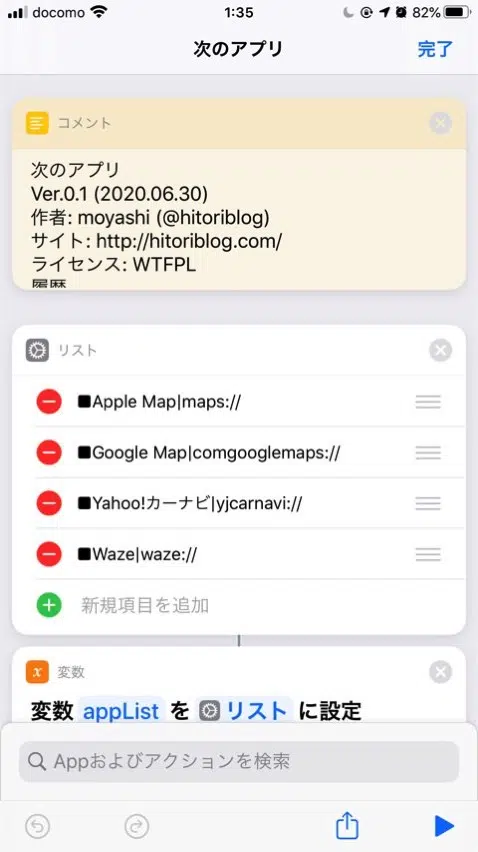 docomo 1:35 82%
次のアプリ 完了
コメント
次のアプリ
Ver.0.1 (2020.06.30)
作者: moyashi (@hitoriblog)
サイト: http://hitoriblog.com/
ライセンス: WTFPL
履歴
リスト
■Apple Map|maps://
■Google Map|comgooglemaps://
■Yahoo!カーナビ|yjcarnavi://
■Waze|waze://
新規項目を追加
x 変数
変数 appList を リスト に設定
Appおよびアクションを検索